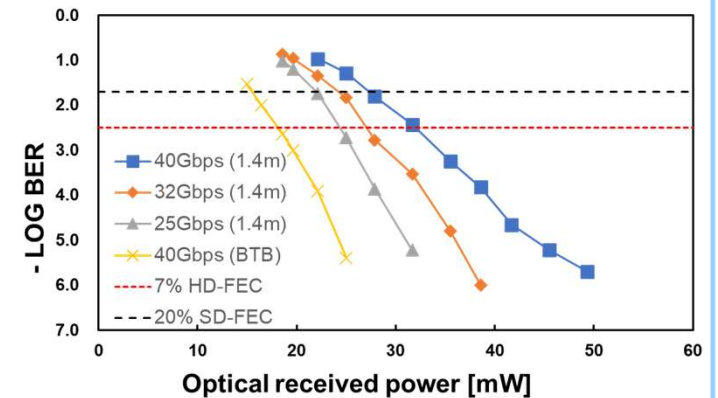 0.0
1.0
2.0
3.0
4.0
5.0
6.0
7.0
- LOG BER
40Gbps (1.4m)
32Gbps (1.4m)
25Gbps (1.4m)
40Gbps (BTB)
7% HD-FEC
20% SD-FEC
0 10 20 30 40 50 60
Optical received power [mW]